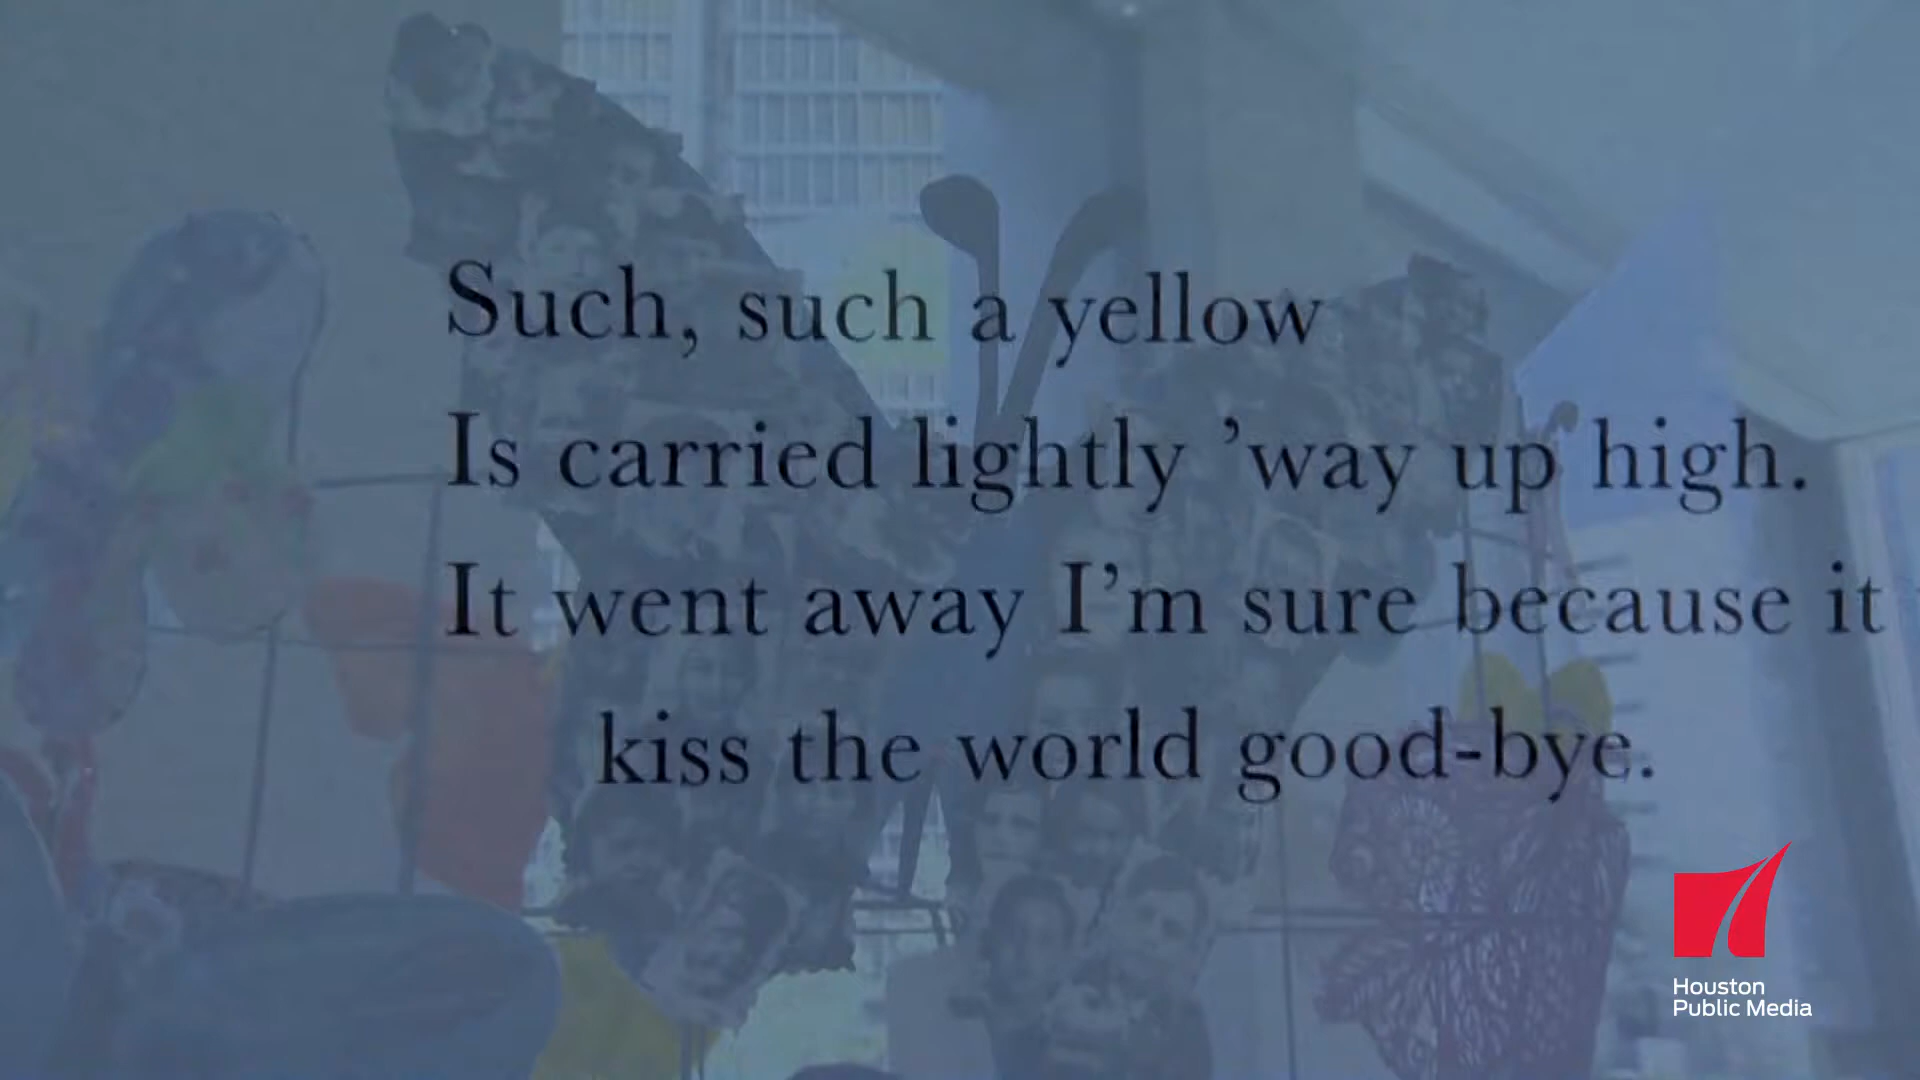 Such, such a yellow
Is carried lightly ’way up high.
It went away I’m sure because it
kiss the world good-bye.
Houston
Public Media